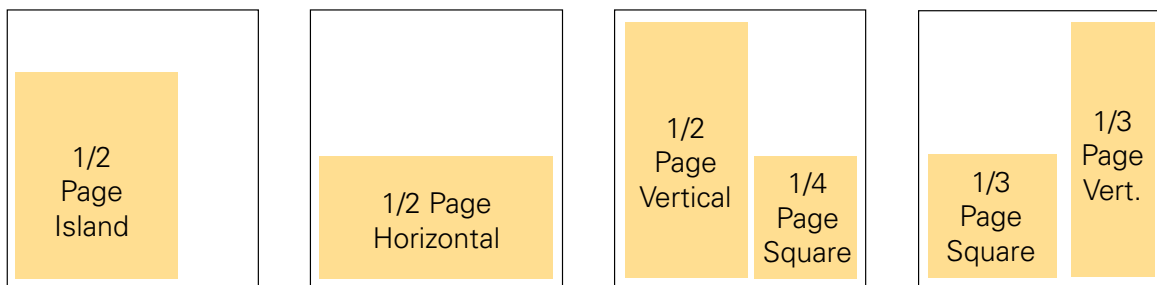 1/2
Page
Island
1/2 Page
Horizontal
1/2
Page
Vertical
1/4
Page
Square
1/3
Page
Square
1/3
Page
Vert.